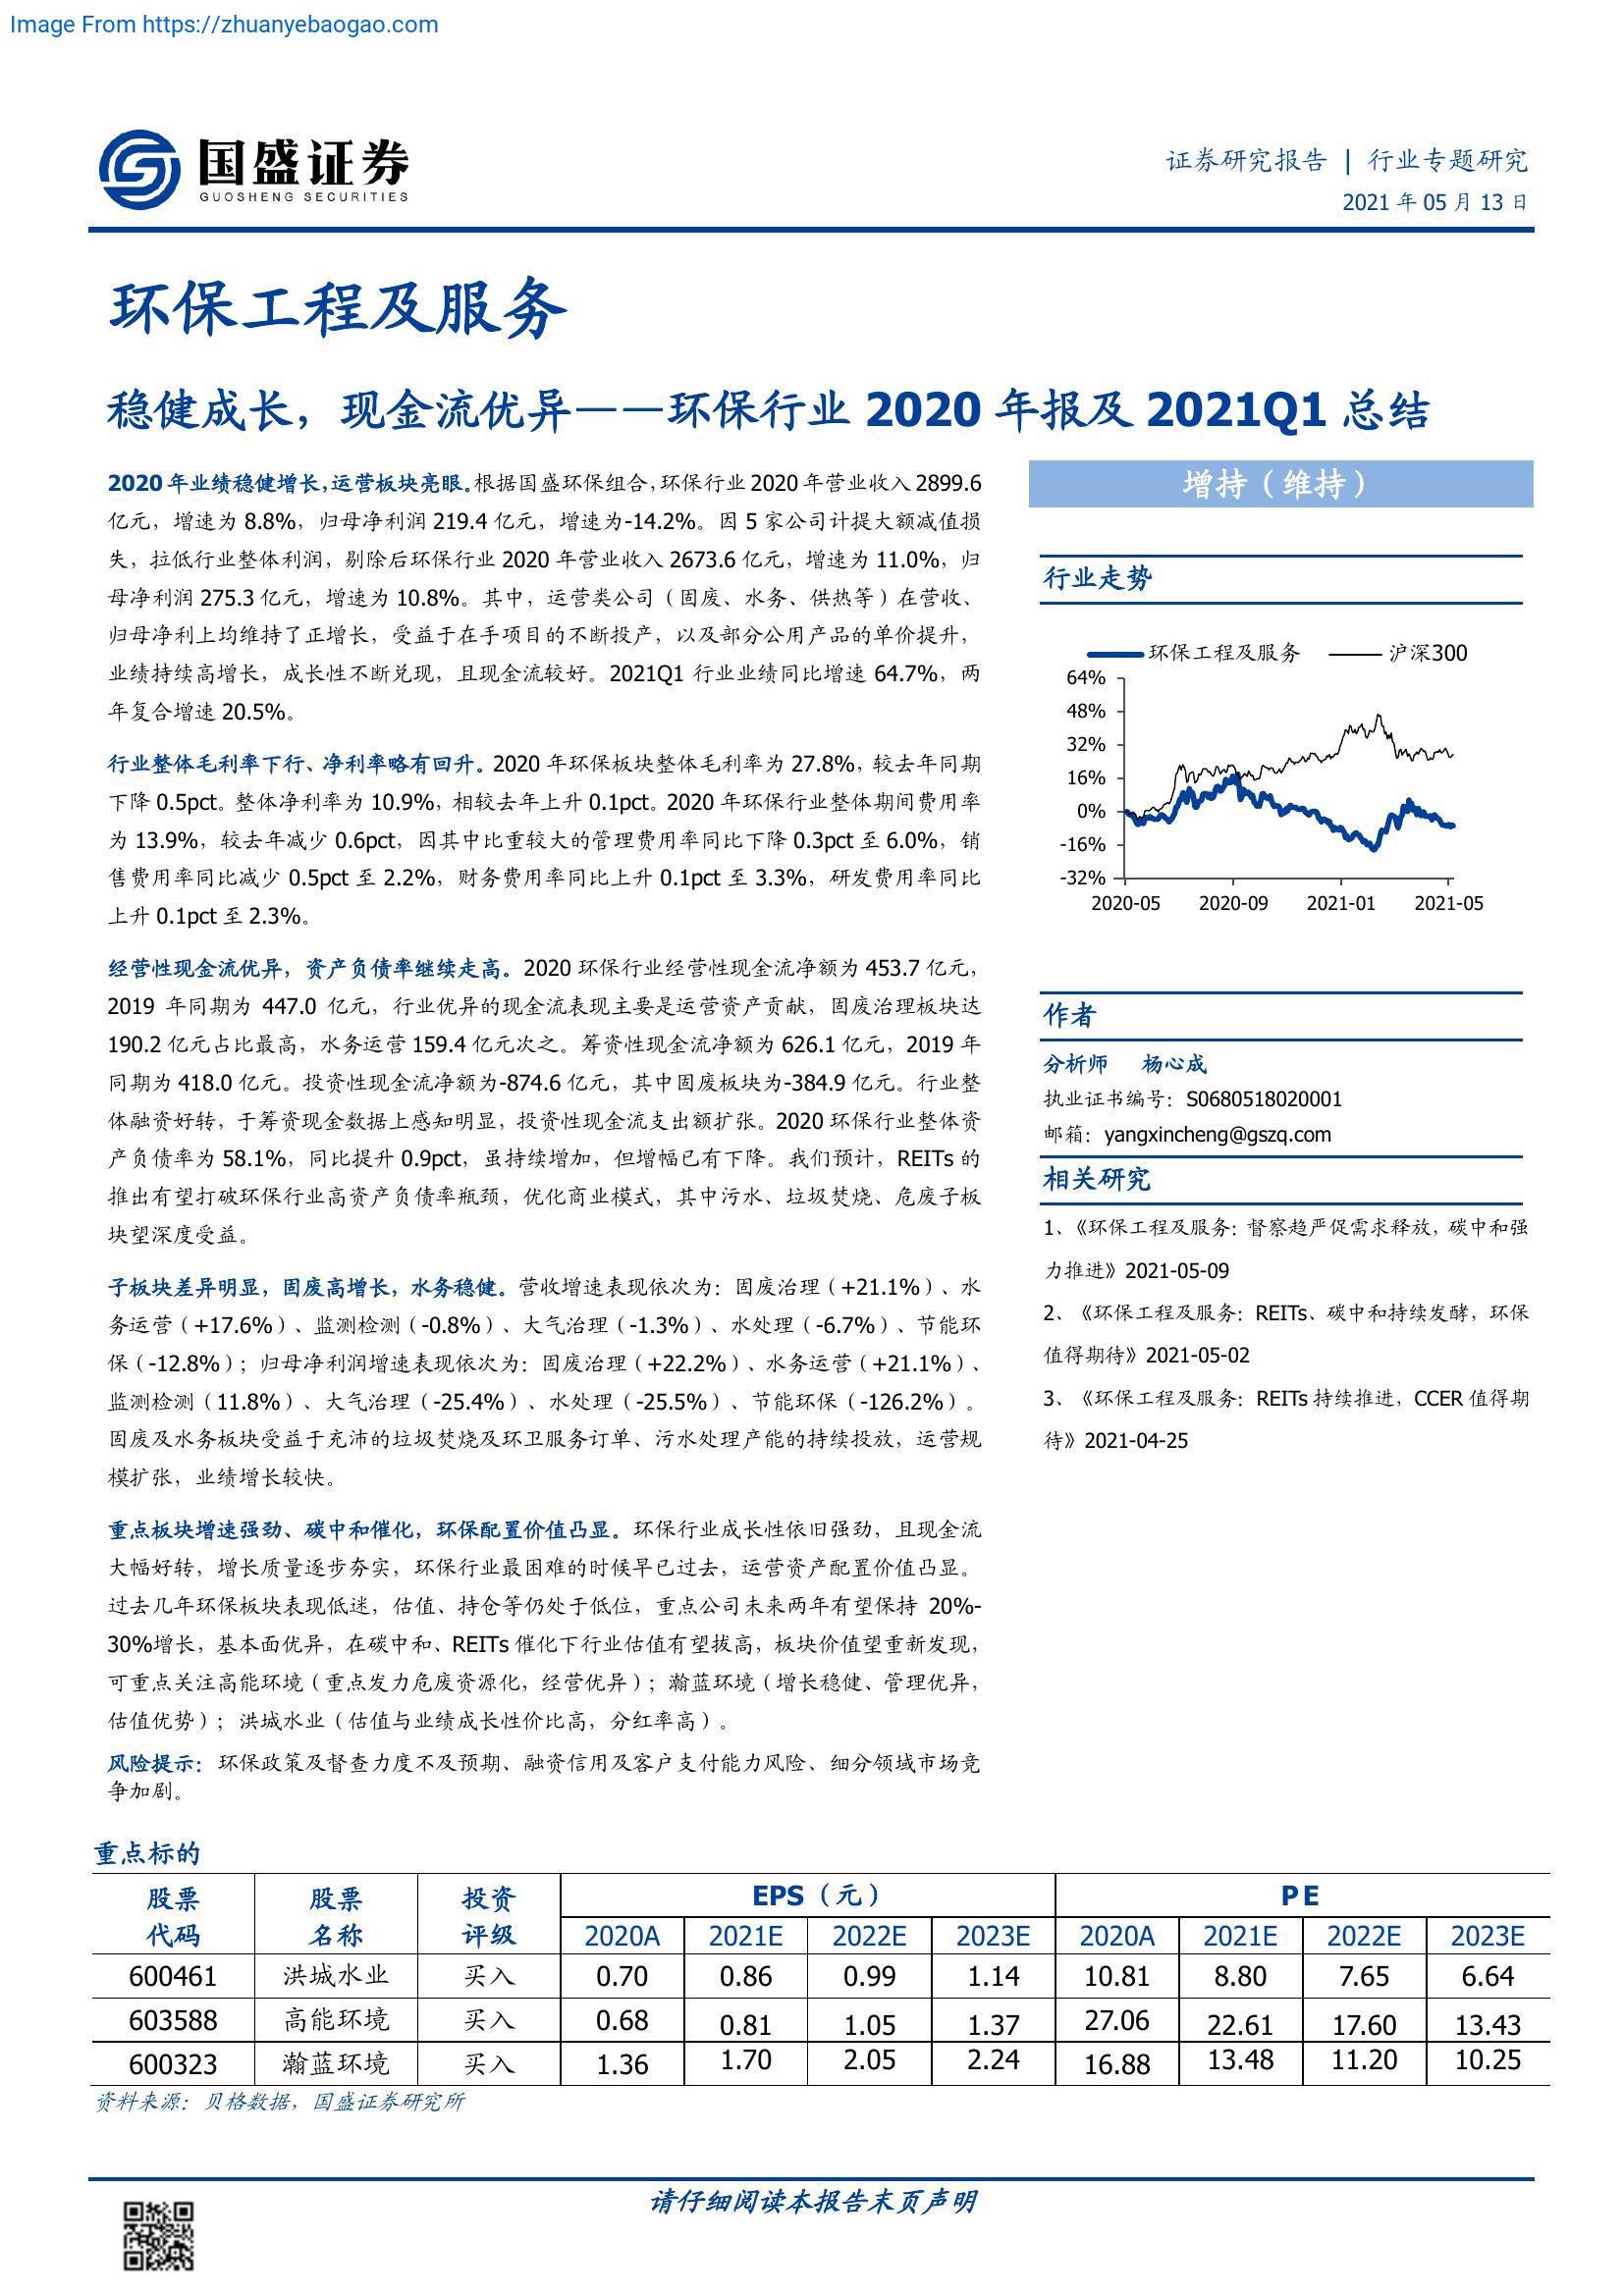 Image From https://zhuanyebaogao.com
国盛证券
GUOSHENG SECURITIES
证券研究报告 | 行业专题研究
2021 年 05 月 13 日
环保工程及服务
稳健成长，现金流优异——环保行业 2020 年报及 2021Q1 总结
2020 年业绩稳健增长，运营板块亮眼。根据国盛环保组合，环保行业 2020 年营业收入 2899.6
亿元，增速为 8.8%，归母净利润 219.4 亿元，增速为-14.2%。因 5 家公司计提大额减值损
失，拉低行业整体利润，剔除后环保行业 2020 年营业收入 2673.6 亿元，增速为 11.0%，归
母净利润 275.3 亿元，增速为 10.8%。其中，运营类公司（固废、水务、供热等）在营收、
归母净利上均维持了正增长，受益于在手项目的不断投产，以及部分公用产品的单价提升，
业绩持续高增长，成长性不断兑现，且现金流较好。2021Q1 行业业绩同比增速 64.7%，两
年复合增速 20.5%。
行业整体毛利率下行、净利率略有回升。2020 年环保板块整体毛利率为 27.8%，较去年同期
下降 0.5pct。整体净利率为 10.9%，相较去年上升 0.1pct。2020 年环保行业整体期间费用率
为 13.9%，较去年减少 0.6pct，因其中比重较大的管理费用率同比下降 0.3pct 至 6.0%，销
售费用率同比减少 0.5pct 至 2.2%，财务费用率同比上升 0.1pct 至 3.3%，研发费用率同比
上升 0.1pct 至 2.3%。
经营性现金流优异，资产负债率继续走高。2020 环保行业经营性现金流净额为 453.7 亿元，
2019 年同期为 447.0 亿元，行业优异的现金流表现主要是运营资产贡献，固废治理板块达
190.2 亿元占比最高，水务运营 159.4 亿元次之。筹资性现金流净额为 626.1 亿元，2019 年
同期为 418.0 亿元。投资性现金流净额为-874.6 亿元，其中固废板块为-384.9 亿元。行业整
体融资好转，于筹资现金数据上感知明显，投资性现金流支出额扩张。2020 环保行业整体资
产负债率为 58.1%，同比提升 0.9pct，虽持续增加，但增幅已有下降。我们预计，REITs 的
推出有望打破环保行业高资产负债率瓶颈，优化商业模式，其中污水、垃圾焚烧、危废子板
块望深度受益。
子板块差异明显，固废高增长，水务稳健。营收增速表现依次为：固废治理（+21.1%）、水
务运营（+17.6%）、监测检测（-0.8%）、大气治理（-1.3%）、水处理（-6.7%）、节能环
保（-12.8%）；归母净利润增速表现依次为：固废治理（+22.2%）、水务运营（+21.1%）、
监测检测（11.8%）、大气治理（-25.4%）、水处理（-25.5%）、节能环保（-126.2%）。
固废及水务板块受益于充沛的垃圾焚烧及环卫服务订单、污水处理产能的持续投放，运营规
模扩张，业绩增长较快。
重点板块增速强劲、碳中和催化，环保配置价值凸显。环保行业成长性依旧强劲，且现金流
大幅好转，增长质量逐步夯实，环保行业最困难的时候早已过去，运营资产配置价值凸显。
过去几年环保板块表现低迷，估值、持仓等仍处于低位，重点公司未来两年有望保持 20%-
30%增长，基本面优异，在碳中和、REITs 催化下行业估值有望拔高，板块价值望重新发现，
可重点关注高能环境（重点发力危废资源化，经营优异）；瀚蓝环境（增长稳健、管理优异，
估值优势）；洪城水业（估值与业绩成长性价比高，分红率高）。
风险提示：环保政策及督查力度不及预期、融资信用及客户支付能力风险、细分领域市场竞
争加剧。
增持（维持）
行业走势
环保工程及服务 沪深300
64%
48%
32%
16%
0%
-16%
-32%
2020-05 2020-09 2021-01 2021-05
作者
分析师 杨心成
执业证书编号：S0680518020001
邮箱：yangxincheng@gszq.com
相关研究
1、《环保工程及服务：督察趋严促需求释放，碳中和强
力推进》2021-05-09
2、《环保工程及服务：REITs、碳中和持续发酵，环保
值得期待》2021-05-02
3、《环保工程及服务：REITs 持续推进，CCER 值得期
待》2021-04-25
重点标的
股票 股票 投资 EPS（元） P E
代码 名称 评级 2020A 2021E 2022E 2023E 2020A 2021E 2022E 2023E
600461 洪城水业 买入 0.70 0.86 0.99 1.14 10.81 8.80 7.65 6.64
603588 高能环境 买入 0.68 0.81 1.05 1.37 27.06 22.61 17.60 13.43
600323 瀚蓝环境 买入 1.36 1.70 2.05 2.24 16.88 13.48 11.20 10.25
资料来源：贝格数据，国盛证券研究所
请仔细阅读本报告末页声明